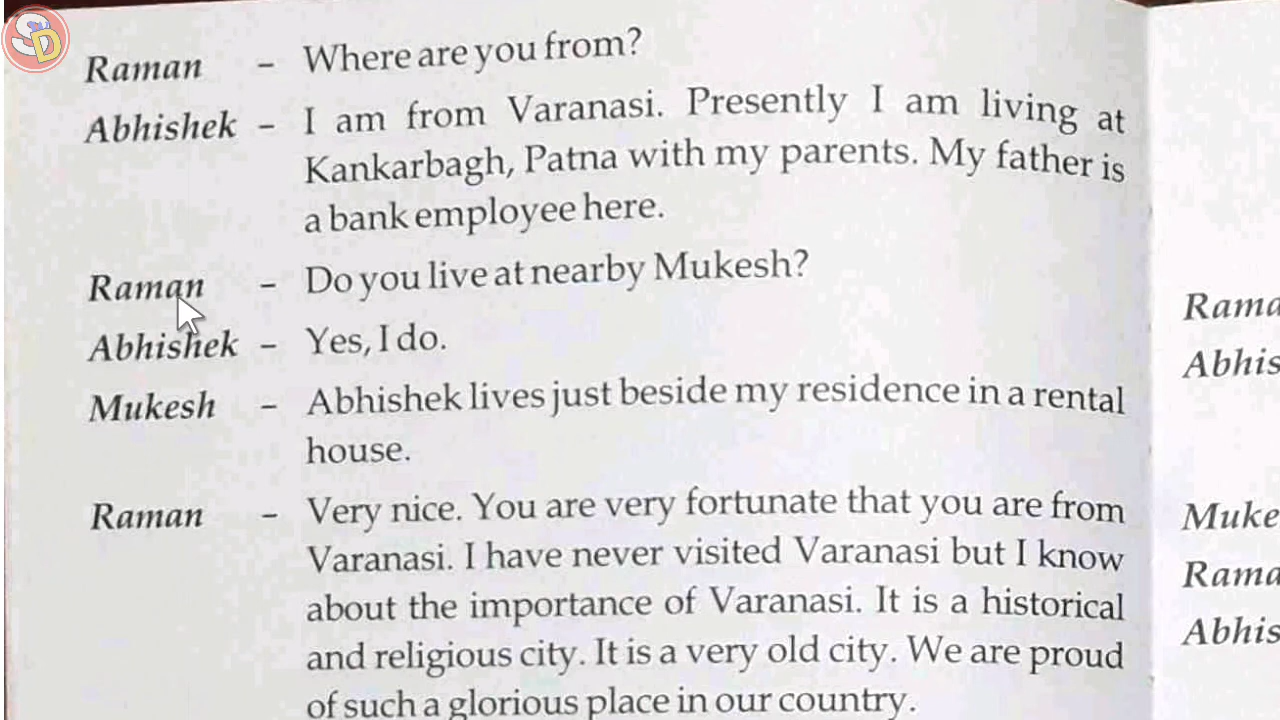 SD
Raman – Where are you from?
Abhishek – I am from Varanasi. Presently I am living at
Kankarbagh, Patna with my parents. My father is
a bank employee here.
Raman – Do you live at nearby Mukesh?
Abhishek – Yes, I do.
Mukesh – Abhishek lives just beside my residence in a rental
house.
Raman – Very nice. You are very fortunate that you are from
Varanasi. I have never visited Varanasi but I know
about the importance of Varanasi. It is a historical
and religious city. It is a very old city. We are proud
of such a glorious place in our country.
Rama
Abhis
Muke
Rama
Abhis